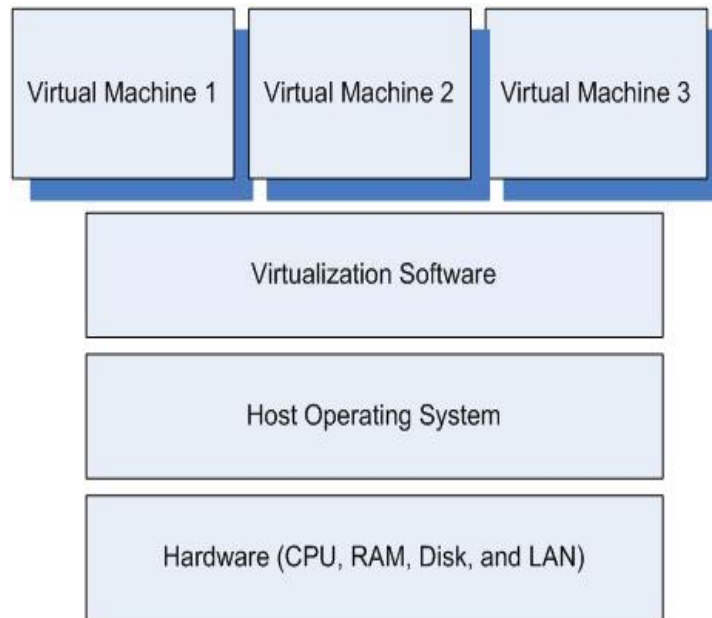 Virtual Machine 1
Virtual Machine 2
Virtual Machine 3
Virtualization Software
Host Operating System
Hardware (CPU, RAM, Disk, and LAN)